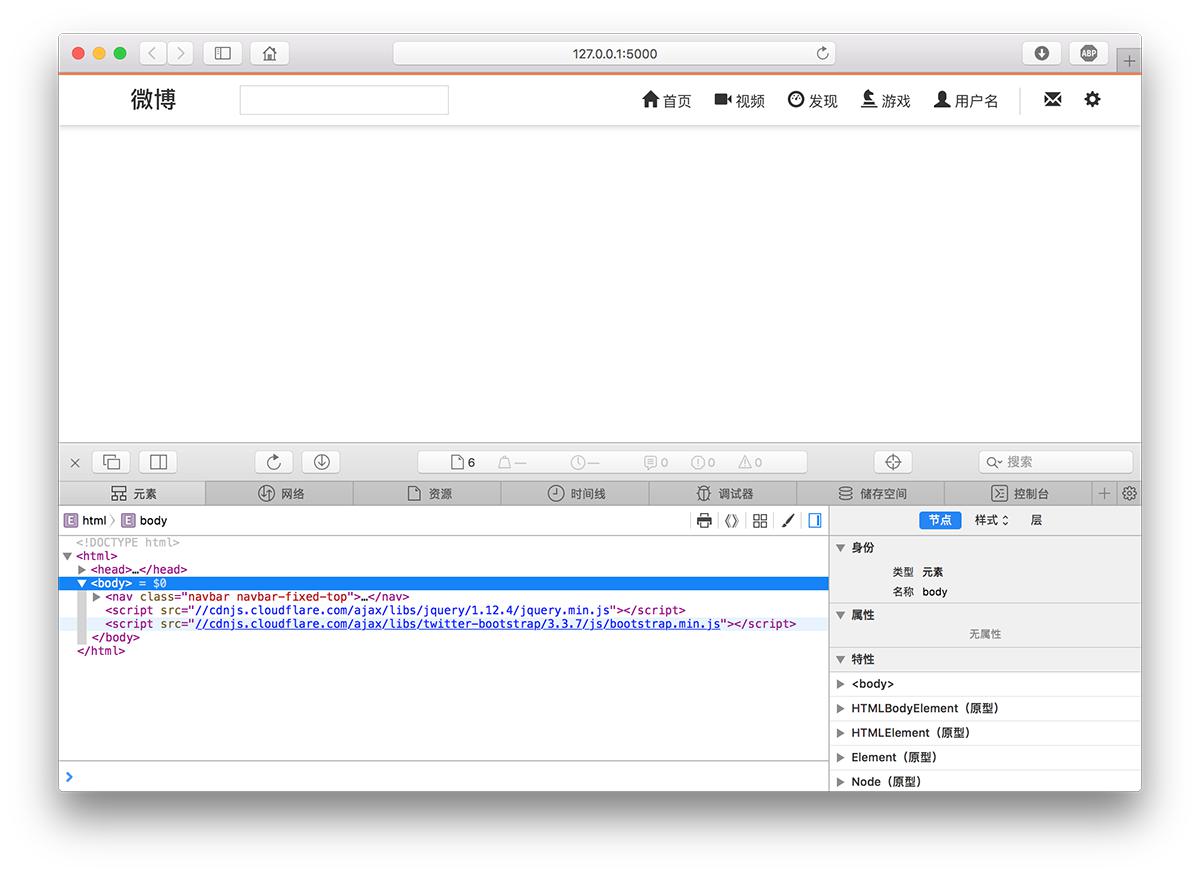 127.0.0.1:5000
ABP
微博 首页 视频 发现 游戏 用户名
6 — — 0 0 0 搜索
元素 网络 资源 时间线 调试器 储存空间 控制台
E html E body 节点 样式 层
<!DOCTYPE html>
<html>
<head>…</head>
<body> = $0
<nav class="navbar navbar-fixed-top">…</nav>
<script src="//cdnjs.cloudflare.com/ajax/libs/jquery/1.12.4/jquery.min.js"></script>
<script src="//cdnjs.cloudflare.com/ajax/libs/twitter-bootstrap/3.3.7/js/bootstrap.min.js"></script>
</body>
</html>
身份
类型 元素
名称 body
属性
无属性
特性
<body>
HTMLBodyElement（原型）
HTMLElement（原型）
Element（原型）
Node（原型）